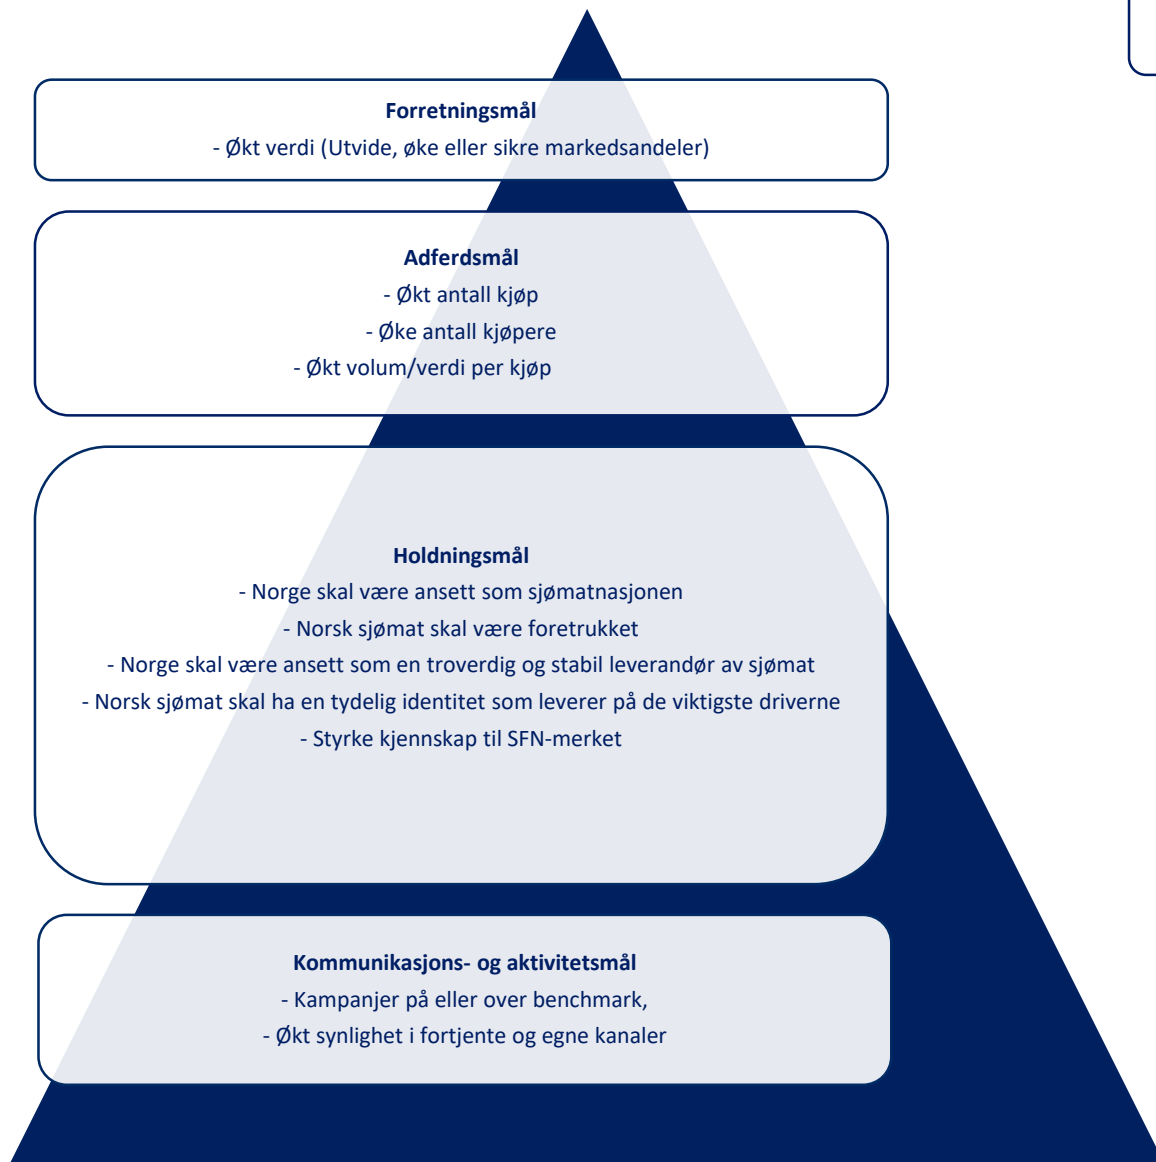 Forretningsmål
- Økt verdi (Utvide, øke eller sikre markedsandeler)
Adferdsmål
- Økt antall kjøp
- Øke antall kjøpere
- Økt volum/verdi per kjøp
Holdningsmål
- Norge skal være ansett som sjømatnasjonen
- Norsk sjømat skal være foretrukket
- Norge skal være ansett som en troverdig og stabil leverandør av sjømat
- Norsk sjømat skal ha en tydelig identitet som leverer på de viktigste driverne
- Styrke kjennskap til SFN-merket
Kommunikasjons- og aktivitetsmål
- Kampanjer på eller over benchmark,
- Økt synlighet i fortjente og egne kanaler